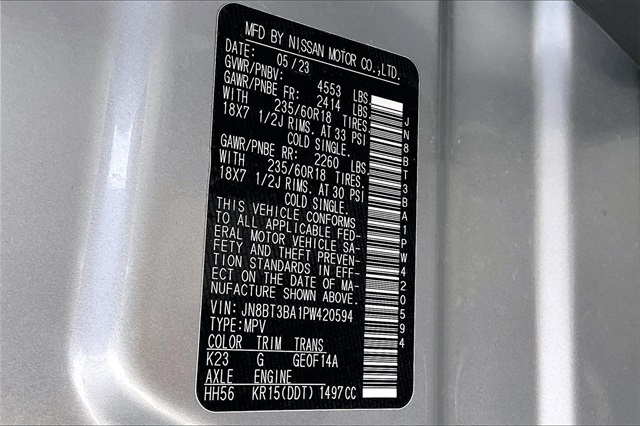 MFD BY NISSAN MOTOR CO.,LTD.
DATE: 05/23
GVWR/PNBV: 4553 LBS
GAWR/PNBE FR: 2414 LBS
WITH 235/60R18 TIRES.
18X7 1/2J RIMS. AT 33 PSI
COLD SINGLE.
GAWR/PNBE RR: 2260 LBS.
WITH 235/60R18 TIRES.
18X7 1/2J RIMS. AT 30 PSI
COLD SINGLE.
THIS VEHICLE CONFORMS
TO ALL APPLICABLE FED-
ERAL MOTOR VEHICLE SA-
FETY AND THEFT PREVEN-
TION STANDARDS IN EFF-
ECT ON THE DATE OF MA-
NUFACTURE SHOWN ABOVE.
VIN: JN8BT3BA1PW420594
TYPE:MPV
COLOR TRIM TRANS
K23 G GE0F14A
AXLE ENGINE
HH56 KR15(DDT) 1497CC
JN8BT3BA1PW420594